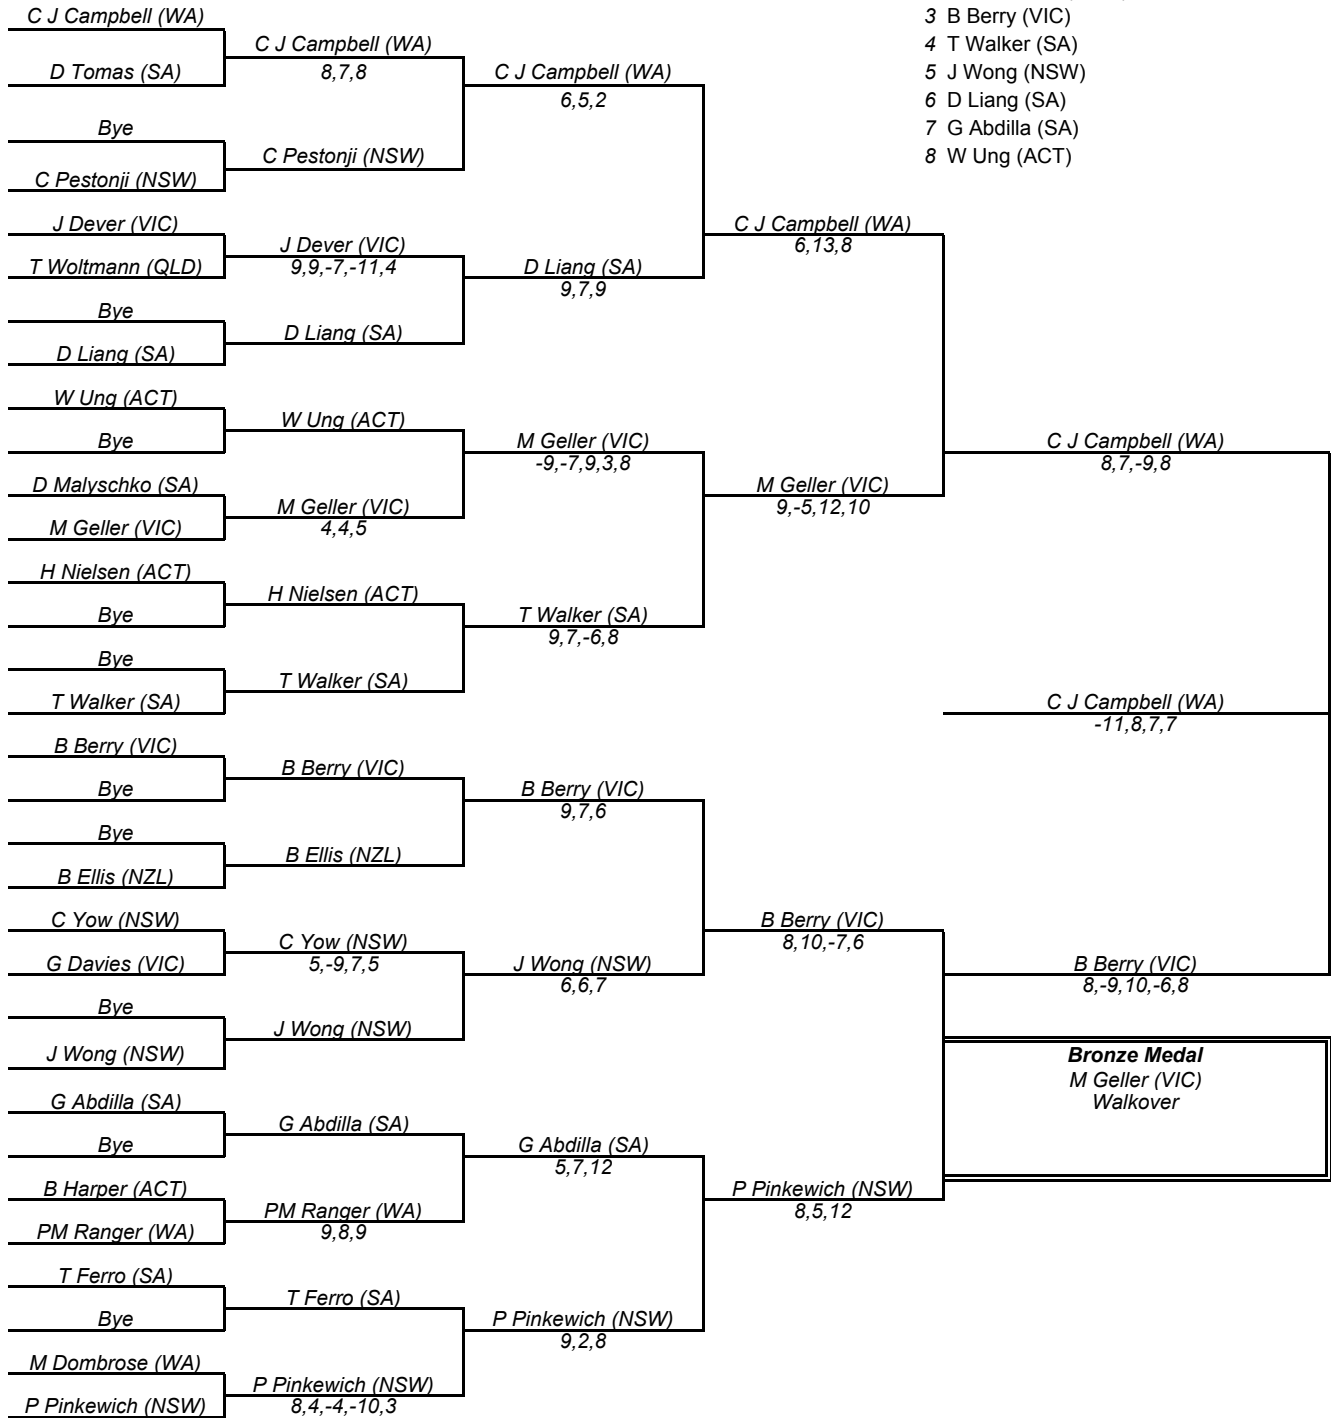 C J Campbell (WA)
D Tomas (SA)
Bye
C Pestonji (NSW)
J Dever (VIC)
T Woltmann (QLD)
Bye
D Liang (SA)
W Ung (ACT)
Bye
D Malyschko (SA)
M Geller (VIC)
H Nielsen (ACT)
Bye
Bye
T Walker (SA)
B Berry (VIC)
Bye
Bye
B Ellis (NZL)
C Yow (NSW)
G Davies (VIC)
Bye
J Wong (NSW)
G Abdilla (SA)
Bye
B Harper (ACT)
PM Ranger (WA)
T Ferro (SA)
Bye
M Dombrose (WA)
P Pinkewich (NSW)
C J Campbell (WA)
8,7,8
C Pestonji (NSW)
J Dever (VIC)
9,9,-7,-11,4
D Liang (SA)
W Ung (ACT)
M Geller (VIC)
4,4,5
H Nielsen (ACT)
T Walker (SA)
B Berry (VIC)
B Ellis (NZL)
C Yow (NSW)
5,-9,7,5
J Wong (NSW)
G Abdilla (SA)
PM Ranger (WA)
9,8,9
T Ferro (SA)
P Pinkewich (NSW)
8,4,-4,-10,3
C J Campbell (WA)
6,5,2
D Liang (SA)
9,7,9
M Geller (VIC)
-9,-7,9,3,8
T Walker (SA)
9,7,-6,8
B Berry (VIC)
9,7,6
J Wong (NSW)
6,6,7
G Abdilla (SA)
5,7,12
P Pinkewich (NSW)
9,2,8
C J Campbell (WA)
6,13,8
M Geller (VIC)
9,-5,12,10
B Berry (VIC)
8,10,-7,6
P Pinkewich (NSW)
8,5,12
3 B Berry (VIC)
4 T Walker (SA)
5 J Wong (NSW)
6 D Liang (SA)
7 G Abdilla (SA)
8 W Ung (ACT)
C J Campbell (WA)
8,7,-9,8
C J Campbell (WA)
-11,8,7,7
B Berry (VIC)
8,-9,10,-6,8
Bronze Medal
M Geller (VIC)
Walkover